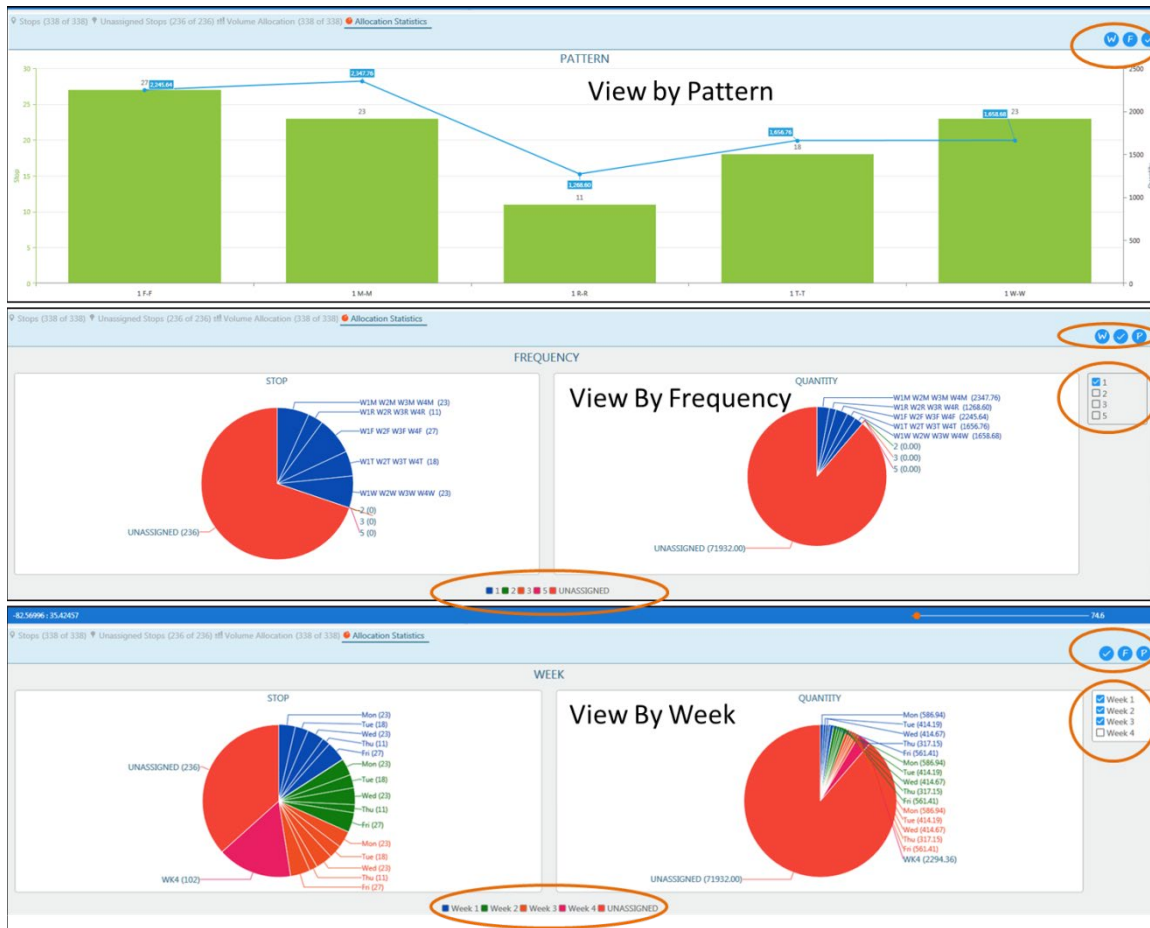 Stops (338 of 338) Unassigned Stops (236 of 236) Volume Allocation (338 of 338) Allocation Statistics
W F
PATTERN
View by Pattern
30
25
20
15
10
5
0
Stop
27
23
11
18
23
2,245.64
2,347.76
1,268.60
1,656.76
1,658.68
2500
2000
1500
1000
500
0
1 F-F
1 M-M
1 R-R
1 T-T
1 W-W
Stops (338 of 338) Unassigned Stops (236 of 236) Volume Allocation (338 of 338) Allocation Statistics
W P
FREQUENCY
STOP
W1M W2M W3M W4M (23)
W1R W2R W3R W4R (11)
W1F W2F W3F W4F (27)
W1T W2T W3T W4T (18)
W1W W2W W3W W4W (23)
2 (0)
3 (0)
5 (0)
UNASSIGNED (236)
QUANTITY
View By Frequency
W1M W2M W3M W4M (2347.76)
W1R W2R W3R W4R (1268.60)
W1F W2F W3F W4F (2245.64)
W1T W2T W3T W4T (1656.76)
W1W W2W W3W W4W (1658.68)
2 (0.00)
3 (0.00)
5 (0.00)
UNASSIGNED (71932.00)
1
2
3
5
1 2 3 5 UNASSIGNED
-82.56996 : 35.42457
74.6
Stops (338 of 338) Unassigned Stops (236 of 236) Volume Allocation (338 of 338) Allocation Statistics
F P
WEEK
STOP
Mon (23)
Tue (18)
Wed (23)
Thu (11)
Fri (27)
Mon (23)
Tue (18)
Wed (23)
Thu (11)
Fri (27)
Mon (23)
Tue (18)
Wed (23)
Thu (11)
Fri (27)
WK4 (102)
UNASSIGNED (236)
QUANTITY
View By Week
Mon (586.94)
Tue (414.19)
Wed (414.67)
Thu (317.15)
Fri (561.41)
Mon (586.94)
Tue (414.19)
Wed (414.67)
Thu (317.15)
Fri (561.41)
Mon (586.94)
Tue (414.19)
Wed (414.67)
Thu (317.15)
Fri (561.41)
WK4 (2294.36)
UNASSIGNED (71932.00)
Week 1
Week 2
Week 3
Week 4
Week 1 Week 2 Week 3 Week 4 UNASSIGNED